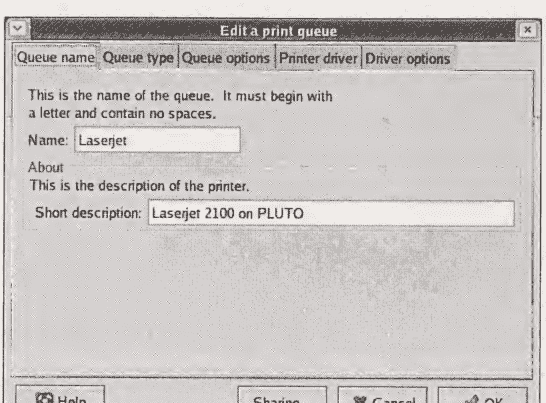 Edit a print queue
Queue name Queue type Queue options Printer driver Driver options
This is the name of the queue. It must begin with
a letter and contain no spaces.
Name: Laserjet
About
This is the description of the printer.
Short description: Laserjet 2100 on PLUTO
Help Sharing... Cancel OK